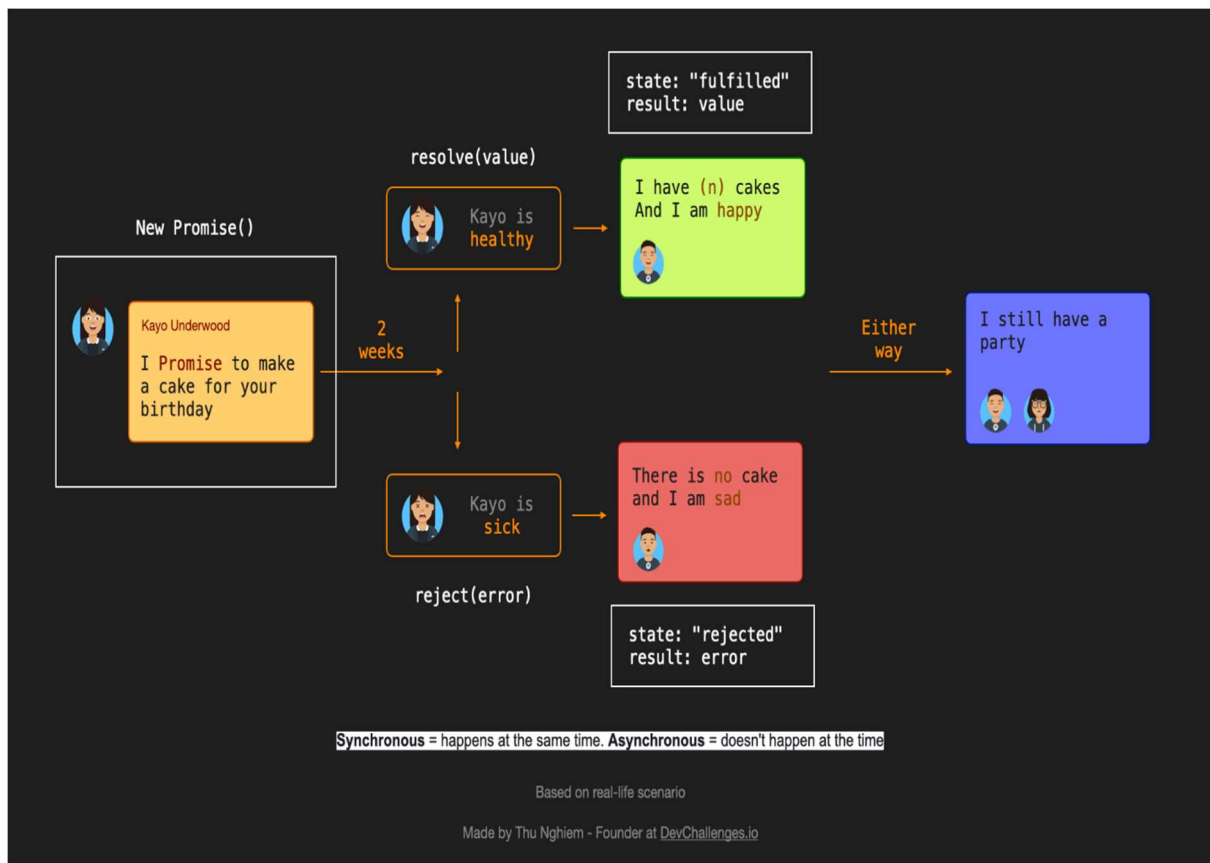 New Promise()
Kayo Underwood
I Promise to make
a cake for your
birthday
2
weeks
resolve(value)
Kayo is
healthy
state: "fulfilled"
result: value
I have (n) cakes
And I am happy
Kayo is
sick
reject(error)
There is no cake
and I am sad
state: "rejected"
result: error
Either
way
I still have a
party
Synchronous = happens at the same time. Asynchronous = doesn't happen at the time
Based on real-life scenario
Made by Thu Nghiem - Founder at DevChallenges.io